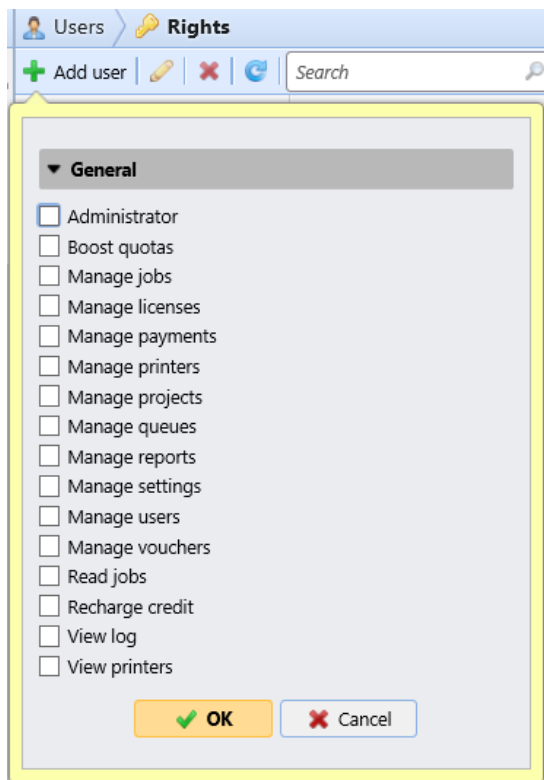 Users Rights
Add user Search
General
Administrator
Boost quotas
Manage jobs
Manage licenses
Manage payments
Manage printers
Manage projects
Manage queues
Manage reports
Manage settings
Manage users
Manage vouchers
Read jobs
Recharge credit
View log
View printers
OK Cancel